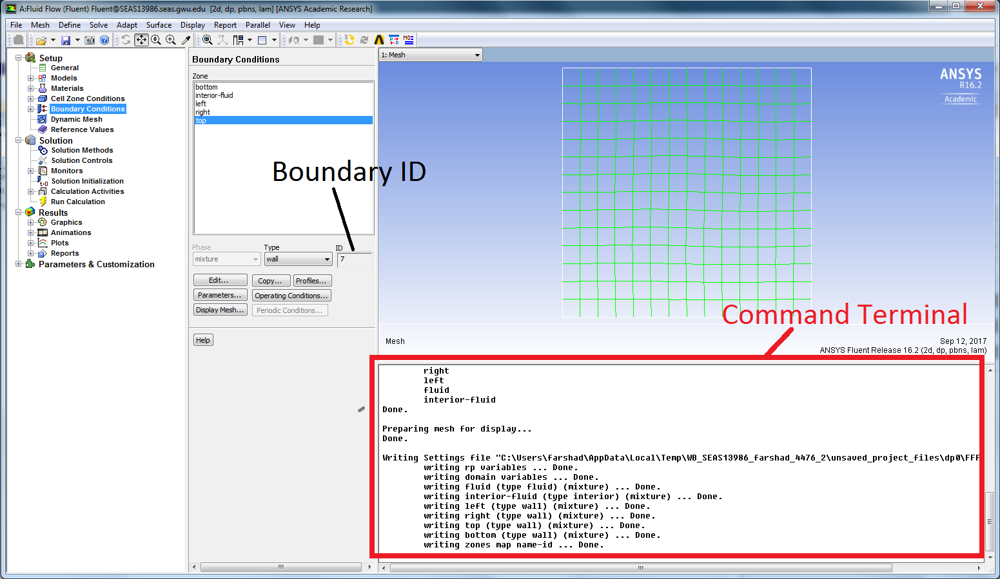 A:Fluid Flow (Fluent) Fluent@SEAS13986.seas.gwu.edu [2d, dp, pbns, lam] [ANSYS Academic Research]
File Mesh Define Solve Adapt Surface Display Report Parallel View Help
Setup
General
Models
Materials
Cell Zone Conditions
Boundary Conditions
Dynamic Mesh
Reference Values
Solution
Solution Methods
Solution Controls
Monitors
Solution Initialization
Calculation Activities
Run Calculation
Results
Graphics
Animations
Plots
Reports
Parameters & Customization
Boundary Conditions
Zone
bottom
interior-fluid
left
right
top
Boundary ID
Phase Type ID
mixture wall 7
Edit... Copy... Profiles...
Parameters... Operating Conditions...
Display Mesh... Periodic Conditions...
Help
1: Mesh
ANSYS
R16.2
Academic
Command Terminal
Mesh
Sep 12, 2017
ANSYS Fluent Release 16.2 (2d, dp, pbns, lam)
right
left
fluid
interior-fluid
Done.
Preparing mesh for display...
Done.
Writing Settings file "C:\Users\farshad\AppData\Local\Temp\WB_SEAS13986_farshad_4476_2\unsaved_project_files\dp0\FFF
writing rp variables ... Done.
writing domain variables ... Done.
writing fluid (type fluid) (mixture) ... Done.
writing interior-fluid (type interior) (mixture) ... Done.
writing left (type wall) (mixture) ... Done.
writing right (type wall) (mixture) ... Done.
writing top (type wall) (mixture) ... Done.
writing bottom (type wall) (mixture) ... Done.
writing zones map name-id ... Done.